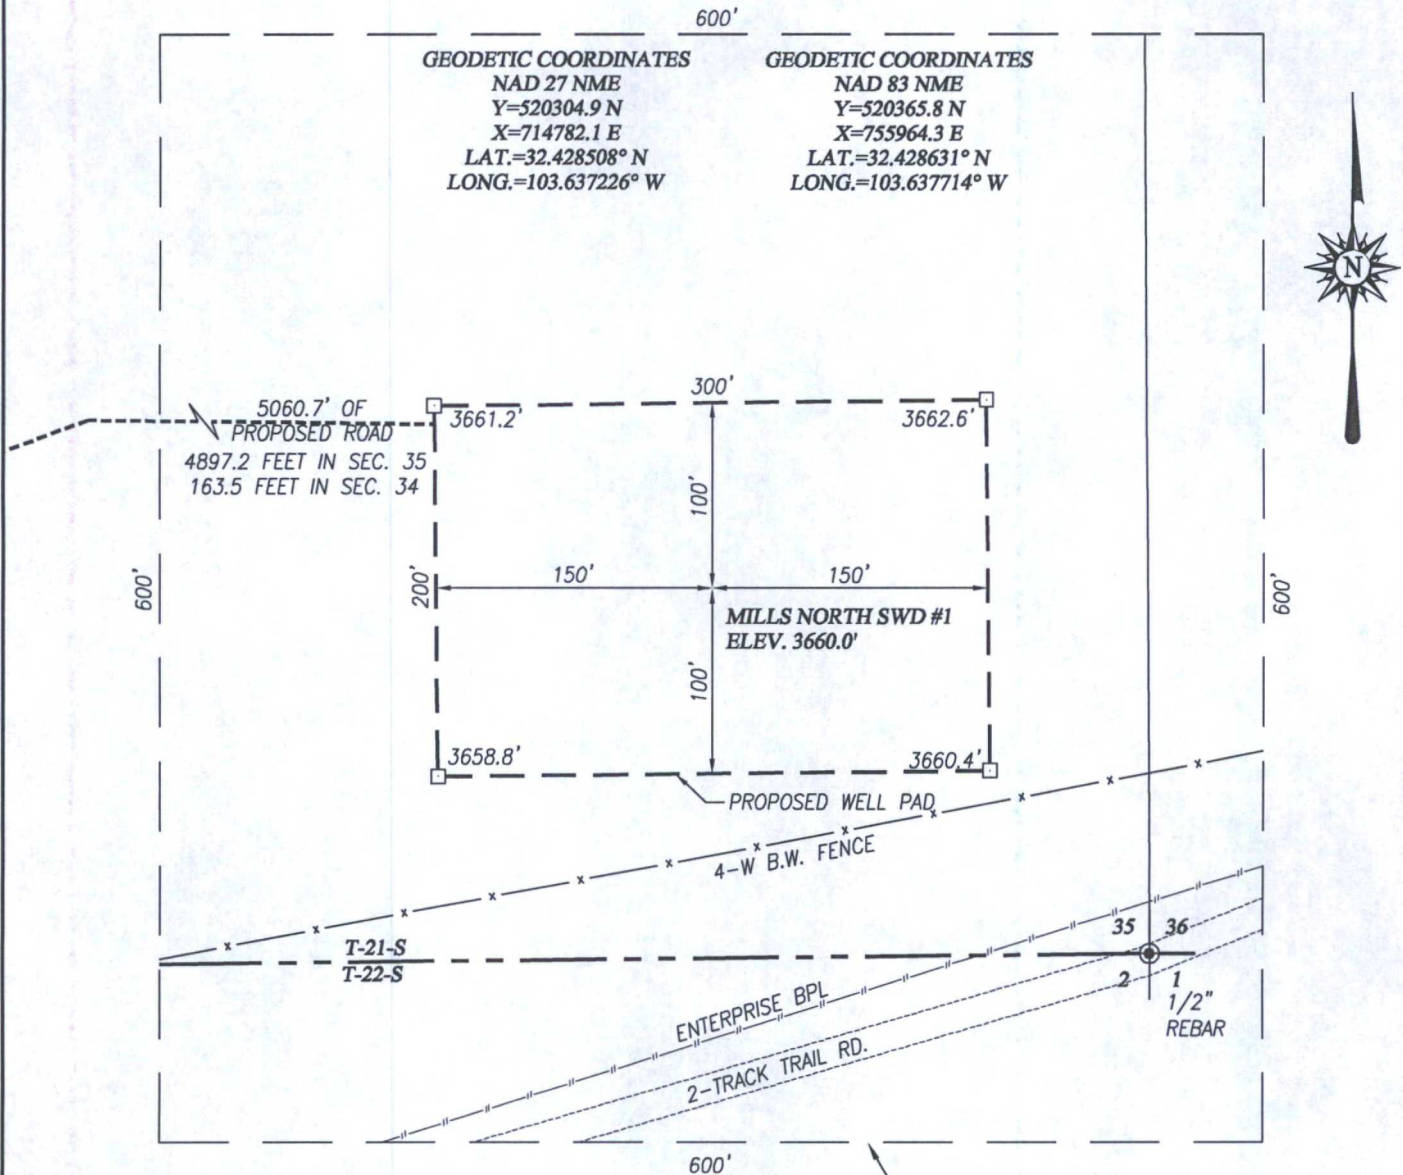 600'
GEODETIC COORDINATES
NAD 27 NME
Y=520304.9 N
X=714782.1 E
LAT.=32.428508° N
LONG.=103.637226° W
GEODETIC COORDINATES
NAD 83 NME
Y=520365.8 N
X=755964.3 E
LAT.=32.428631° N
LONG.=103.637714° W
N
5060.7' OF
PROPOSED ROAD
4897.2 FEET IN SEC. 35
163.5 FEET IN SEC. 34
300'
3661.2'
3662.6'
100'
600'
200'
150'
150'
600'
MILLS NORTH SWD #1
ELEV. 3660.0'
100'
3658.8'
3660.4'
PROPOSED WELL PAD
4-W B.W. FENCE
T-21-S
T-22-S
35
36
2
1
1/2"
REBAR
ENTERPRISE BPL
2-TRACK TRAIL RD.
600'